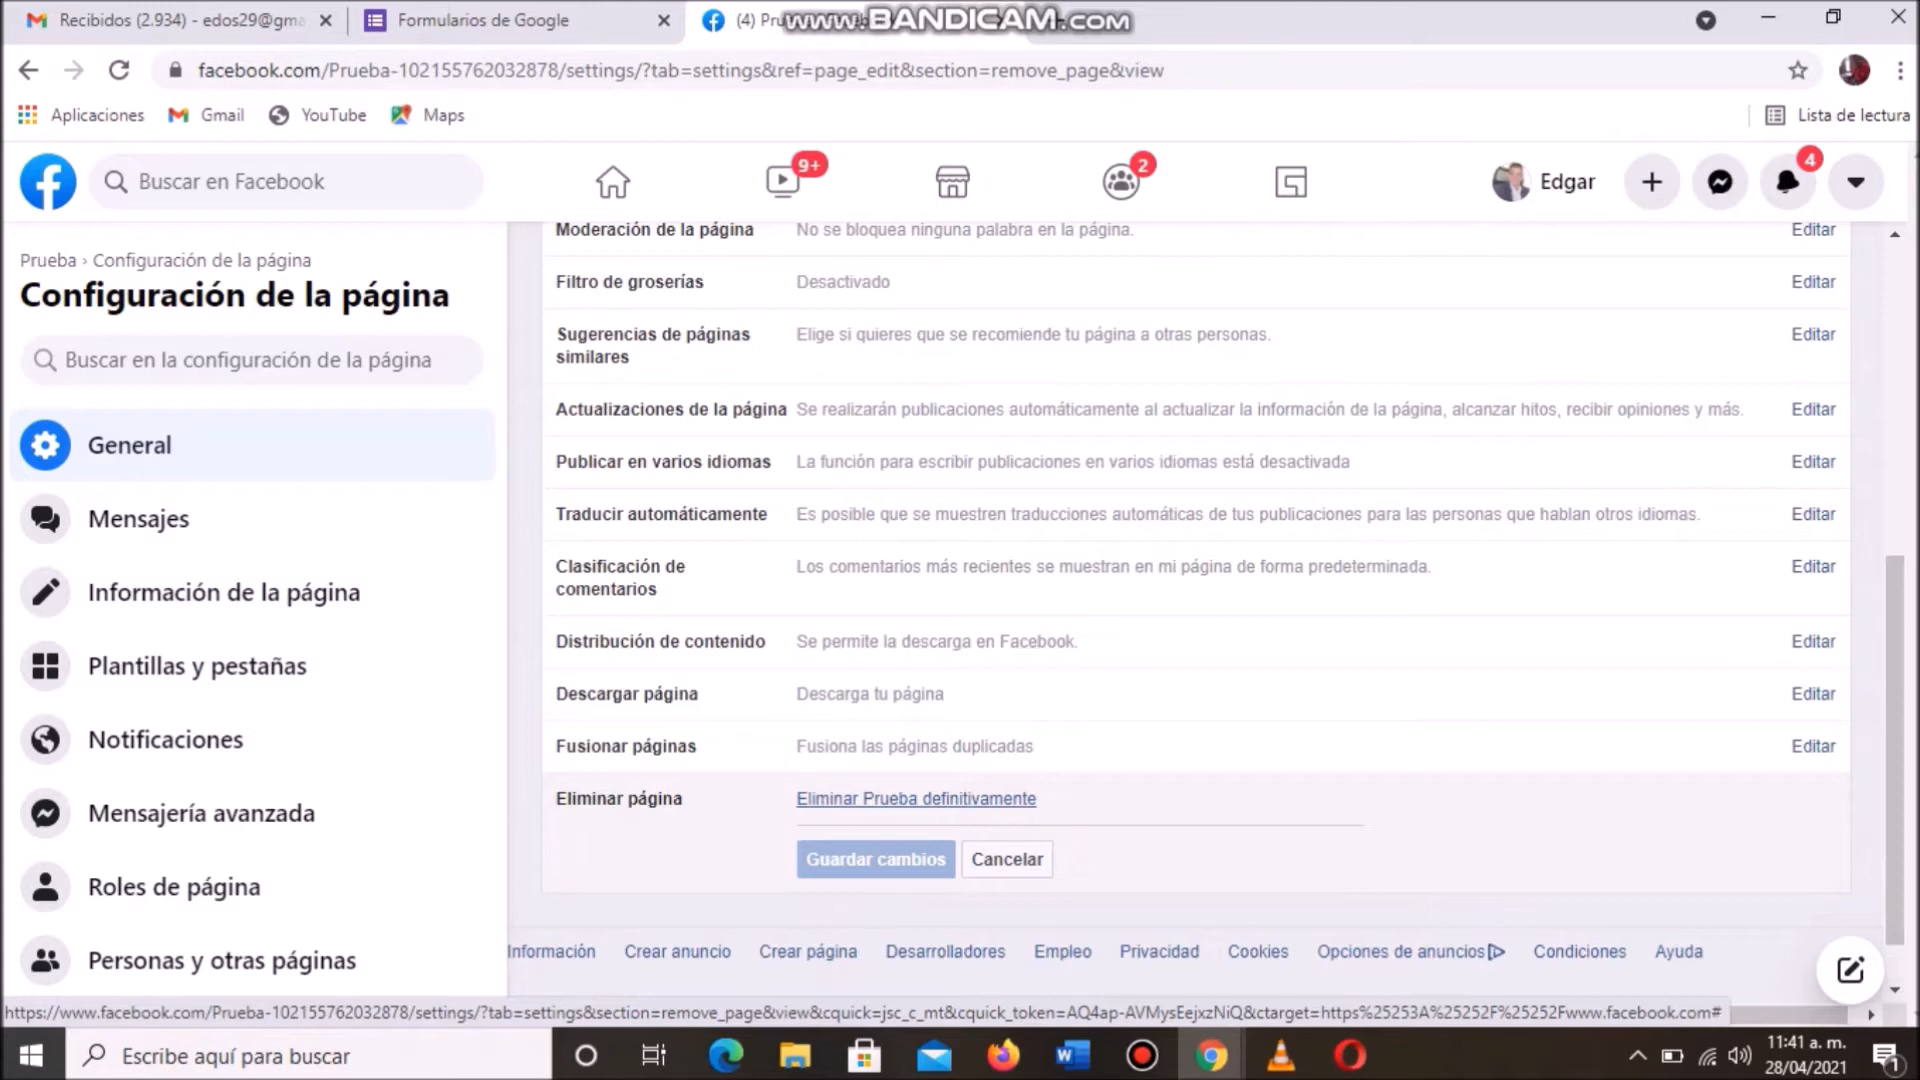 Recibidos (2.934) - edos29@gma
Formularios de Google
(4) Pru
www.BANDICAM.com
facebook.com/Prueba-102155762032878/settings/?tab=settings&ref=page_edit&section=remove_page&view
Aplicaciones
Gmail
YouTube
Maps
Lista de lectura
Buscar en Facebook
9+
2
Edgar
4
Prueba › Configuración de la página
Configuración de la página
Buscar en la configuración de la página
General
Mensajes
Información de la página
Plantillas y pestañas
Notificaciones
Mensajería avanzada
Roles de página
Personas y otras páginas
Moderación de la página No se bloquea ninguna palabra en la página. Editar
Filtro de groserías Desactivado Editar
Sugerencias de páginas Elige si quieres que se recomiende tu página a otras personas. Editar
similares
Actualizaciones de la página Se realizarán publicaciones automáticamente al actualizar la información de la página, alcanzar hitos, recibir opiniones y más. Editar
Publicar en varios idiomas La función para escribir publicaciones en varios idiomas está desactivada Editar
Traducir automáticamente Es posible que se muestren traducciones automáticas de tus publicaciones para las personas que hablan otros idiomas. Editar
Clasificación de Los comentarios más recientes se muestran en mi página de forma predeterminada. Editar
comentarios
Distribución de contenido Se permite la descarga en Facebook. Editar
Descargar página Descarga tu página Editar
Fusionar páginas Fusiona las páginas duplicadas Editar
Eliminar página Eliminar Prueba definitivamente
Guardar cambios Cancelar
Información Crear anuncio Crear página Desarrolladores Empleo Privacidad Cookies Opciones de anuncios Condiciones Ayuda
https://www.facebook.com/Prueba-102155762032878/settings/?tab=settings&section=remove_page&view&cquick=jsc_c_mt&cquick_token=AQ4ap-AVMysEejxzNiQ&ctarget=https%25253A%25252F%25252Fwww.facebook.com#
Escribe aquí para buscar
11:41 a. m.
28/04/2021
1